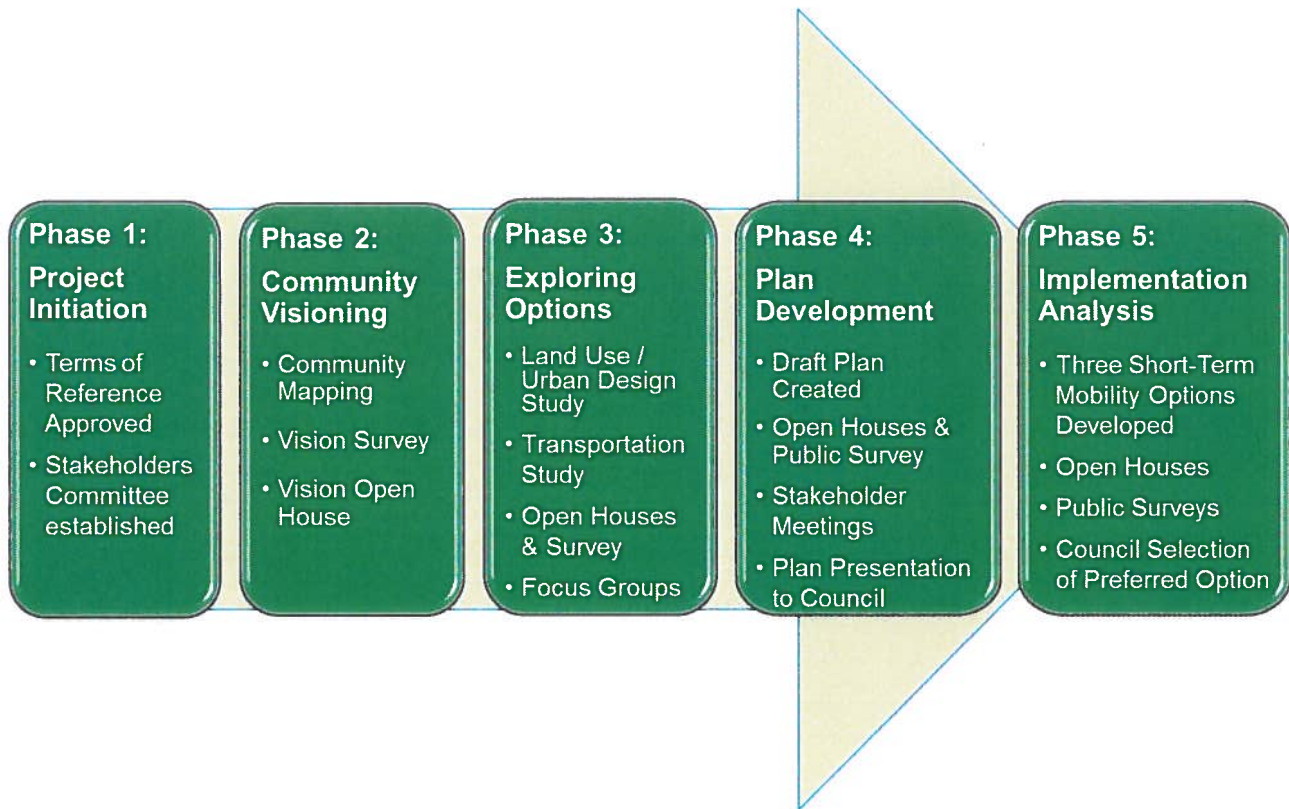 Phase 1:
Project
Initiation
• Terms of
Reference
Approved
• Stakeholders
Committee
established
Phase 2:
Community
Visioning
• Community
Mapping
• Vision Survey
• Vision Open
House
Phase 3:
Exploring
Options
• Land Use /
Urban Design
Study
• Transportation
Study
• Open Houses
& Survey
• Focus Groups
Phase 4:
Plan
Development
• Draft Plan
Created
• Open Houses &
Public Survey
• Stakeholder
Meetings
• Plan Presentation
to Council
Phase 5:
Implementation
Analysis
• Three Short-Term
Mobility Options
Developed
• Open Houses
• Public Surveys
• Council Selection
of Preferred Option